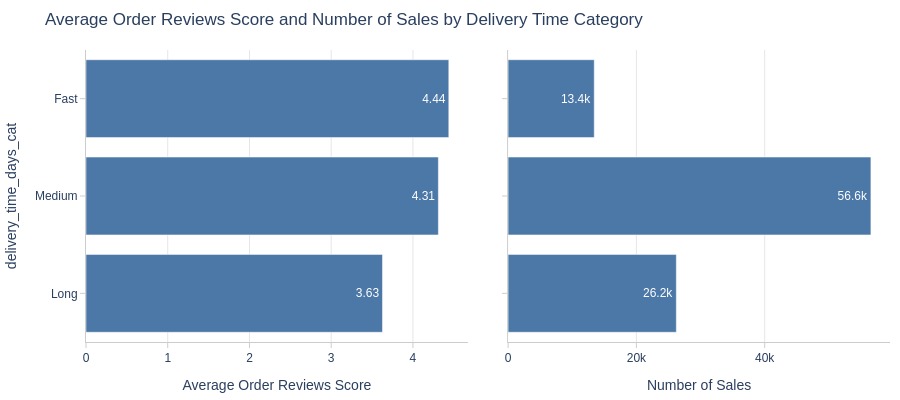 Average Order Reviews Score and Number of Sales by Delivery Time Category
delivery_time_days_cat
Fast
Medium
Long
4.44
4.31
3.63
0 1 2 3 4
Average Order Reviews Score
13.4k
56.6k
26.2k
0 20k 40k
Number of Sales